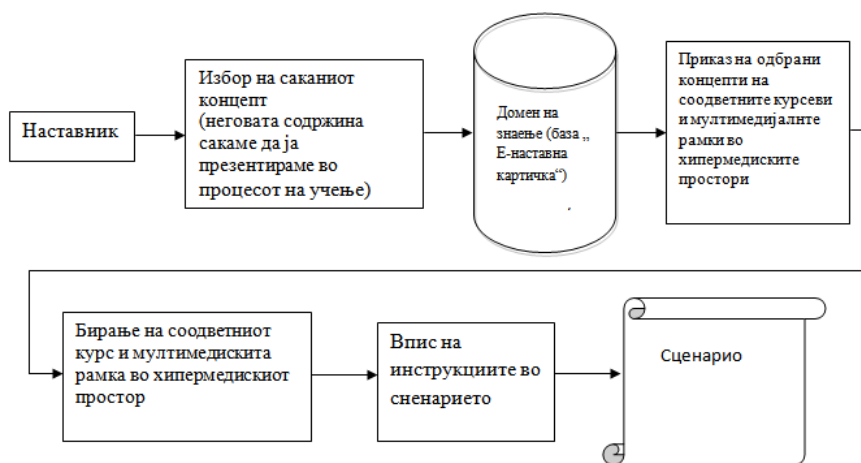 Наставник
Избор на саканиот
концепт
(неговата содржина
сакаме да ја
презентираме во
процесот на учење)
Домен на
знаење (база „
Е-наставна
картичка“)
Приказ на одбрани
концепти на
соодветните курсеви
и мултимедијалнте
рамки во
хипермедиските
простори
Бирање на соодветниот
курс и мултимедискита
рамка во хипермедискиот
простор
Впис на
инструкциите во
сненарието
Сценарио